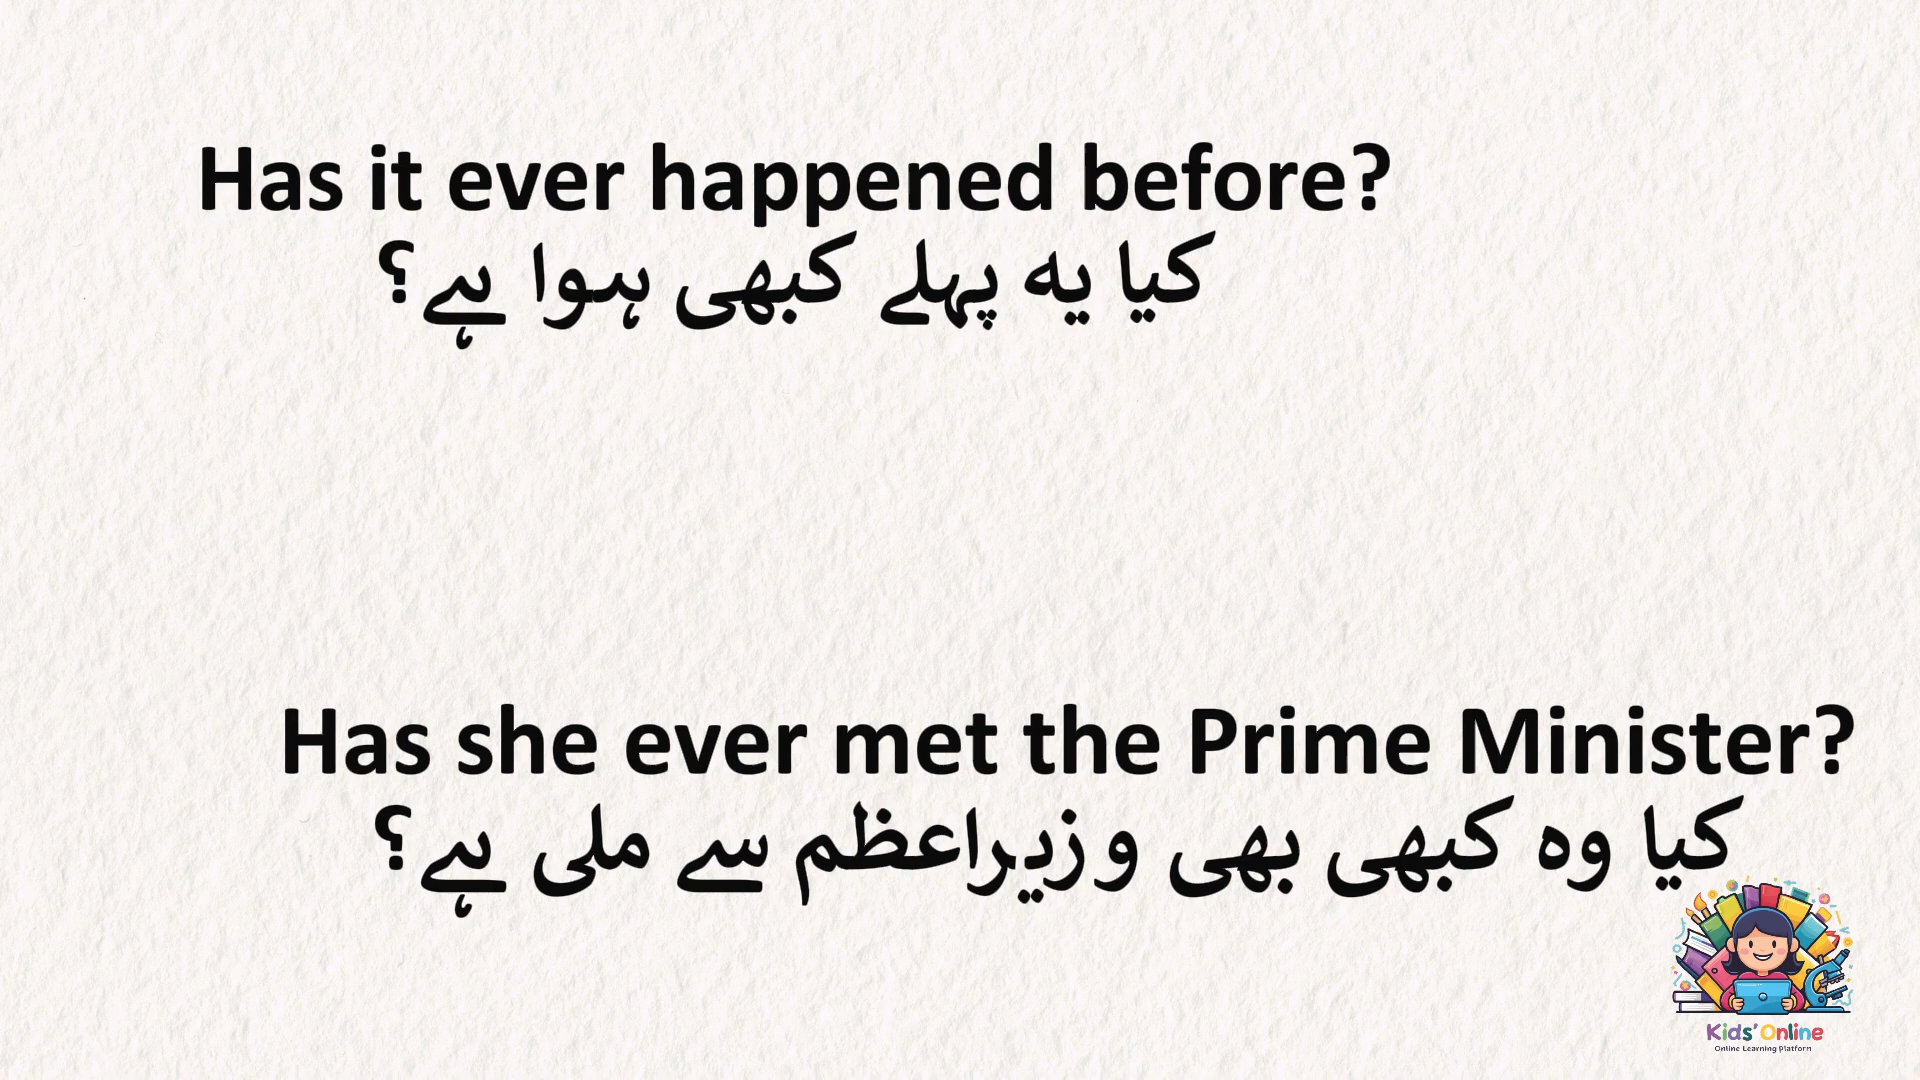 Has it ever happened before?
کیا یہ پہلے کبھی ہوا ہے؟
Has she ever met the Prime Minister?
کیا وہ کبھی بھی وزیراعظم سے ملی ہے؟
Kids' Online
Online Learning Platform